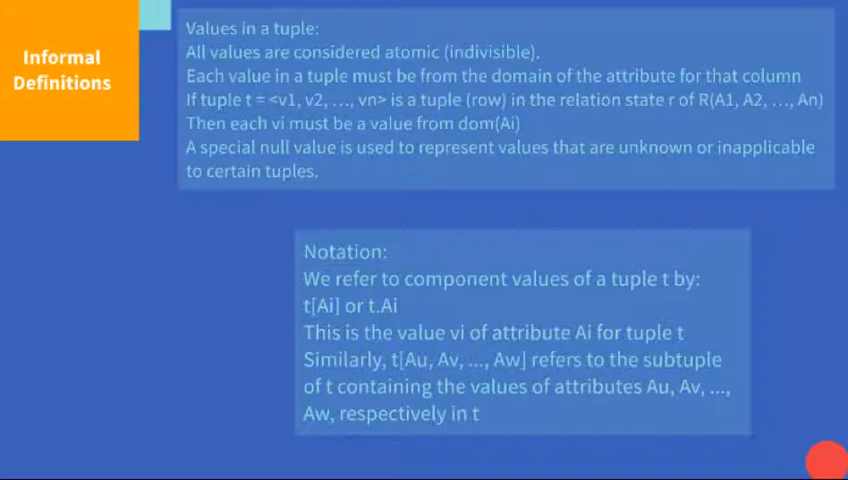 Informal
Definitions
Values in a tuple:
All values are considered atomic (indivisible).
Each value in a tuple must be from the domain of the attribute for that column
If tuple t = <v1, v2, ..., vn> is a tuple (row) in the relation state r of R(A1, A2, ..., An)
Then each vi must be a value from dom(Ai)
A special null value is used to represent values that are unknown or inapplicable
to certain tuples.
Notation:
We refer to component values of a tuple t by:
t[Ai] or t.Ai
This is the value vi of attribute Ai for tuple t
Similarly, t[Au, Av, ..., Aw] refers to the subtuple
of t containing the values of attributes Au, Av, ...,
Aw, respectively in t